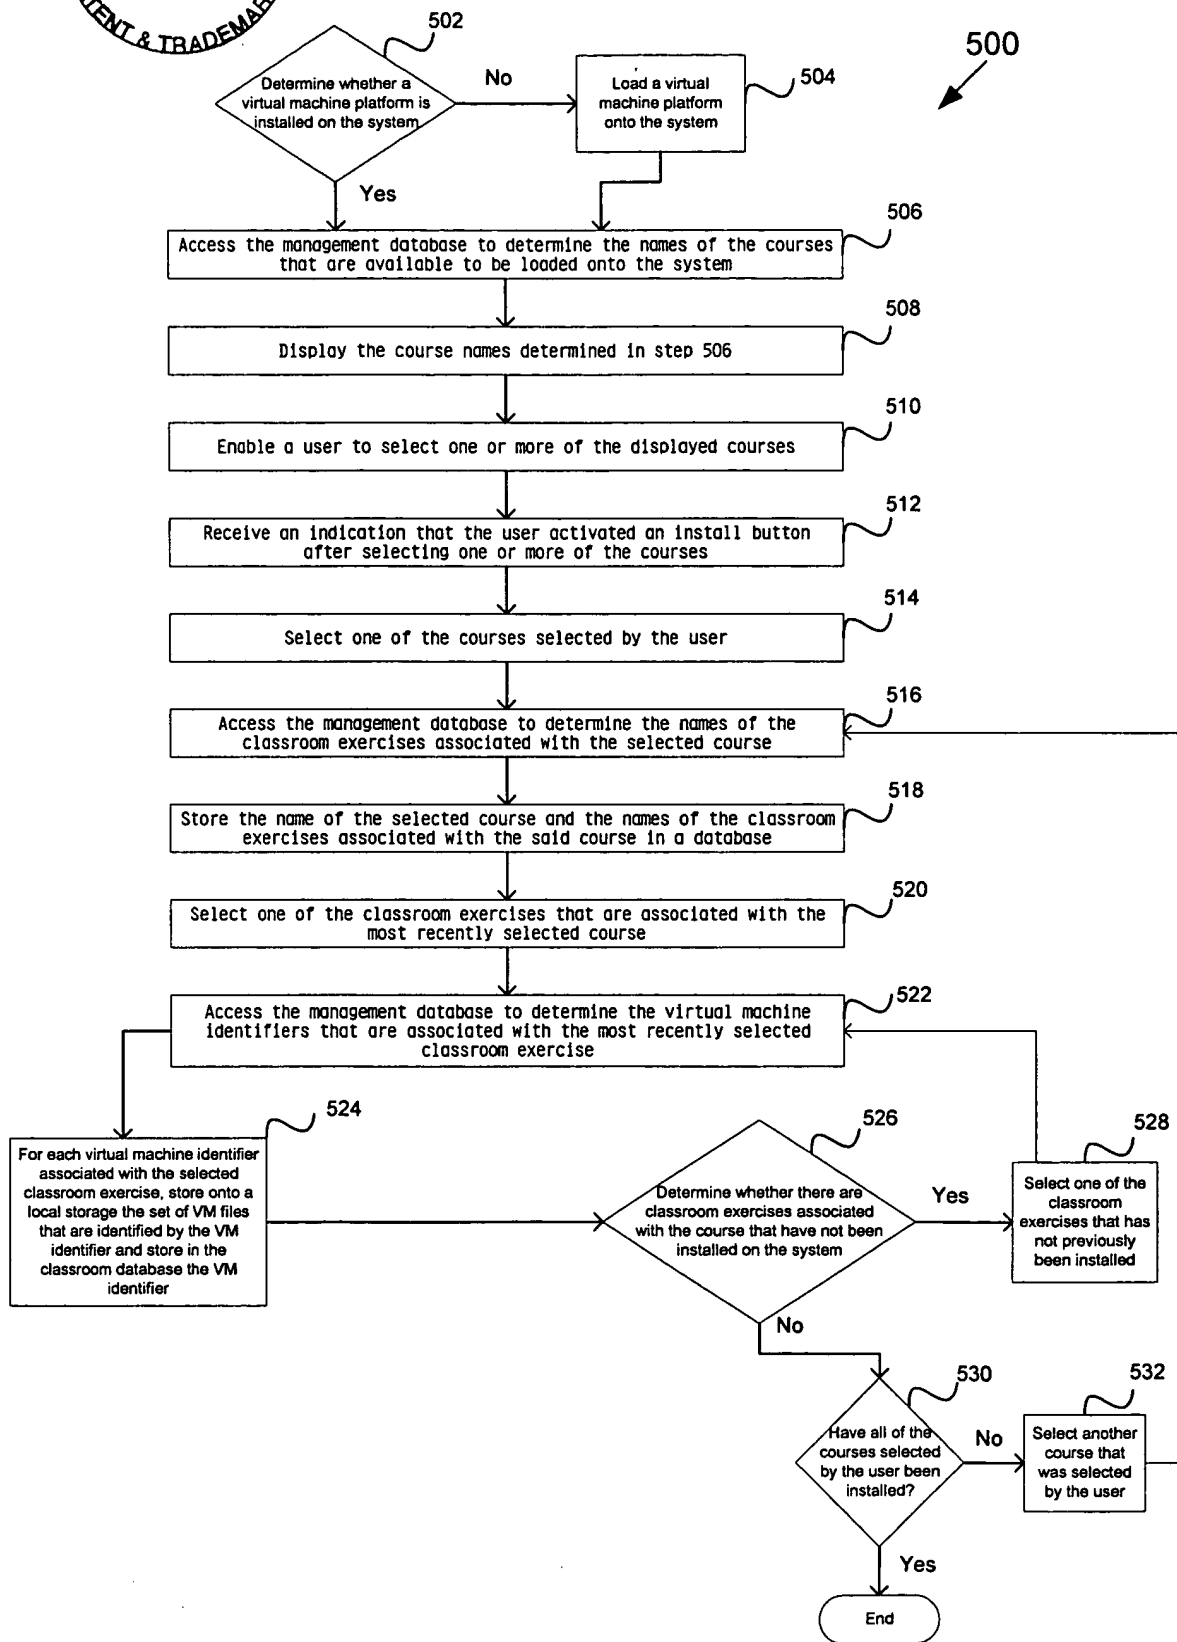 TENT & TRADEMAR
500
502
Determine whether a
virtual machine platform is
installed on the system
No
Yes
504
Load a virtual
machine platform
onto the system
506
Access the management database to determine the names of the courses
that are available to be loaded onto the system
508
Display the course names determined in step 506
510
Enable a user to select one or more of the displayed courses
512
Receive an indication that the user activated an install button
after selecting one or more of the courses
514
Select one of the courses selected by the user
516
Access the management database to determine the names of the
classroom exercises associated with the selected course
518
Store the name of the selected course and the names of the classroom
exercises associated with the said course in a database
520
Select one of the classroom exercises that are associated with the
most recently selected course
522
Access the management database to determine the virtual machine
identifiers that are associated with the most recently selected
classroom exercise
524
For each virtual machine identifier
associated with the selected
classroom exercise, store onto a
local storage the set of VM files
that are identified by the VM
identifier and store in the
classroom database the VM
identifier
526
Determine whether there are
classroom exercises associated
with the course that have not been
installed on the system
Yes
No
528
Select one of the
classroom
exercises that has
not previously
been installed
530
Have all of the
courses selected
by the user been
installed?
No
Yes
532
Select another
course that
was selected
by the user
End